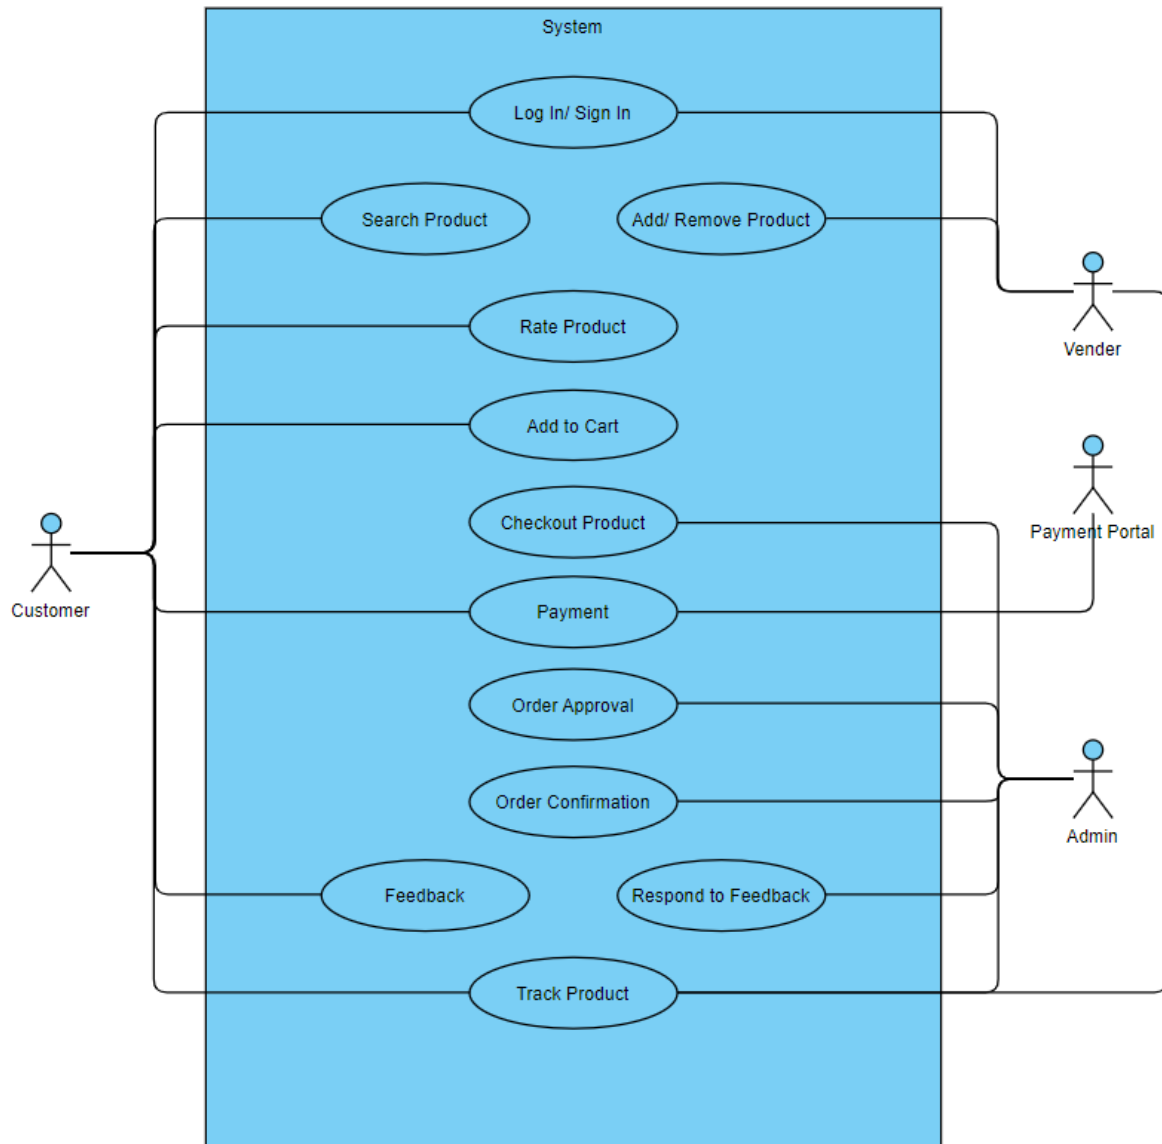 System
Log In/ Sign In
Search Product
Add/ Remove Product
Rate Product
Vender
Add to Cart
Checkout Product
Payment Portal
Customer
Payment
Order Approval
Order Confirmation
Admin
Feedback
Respond to Feedback
Track Product